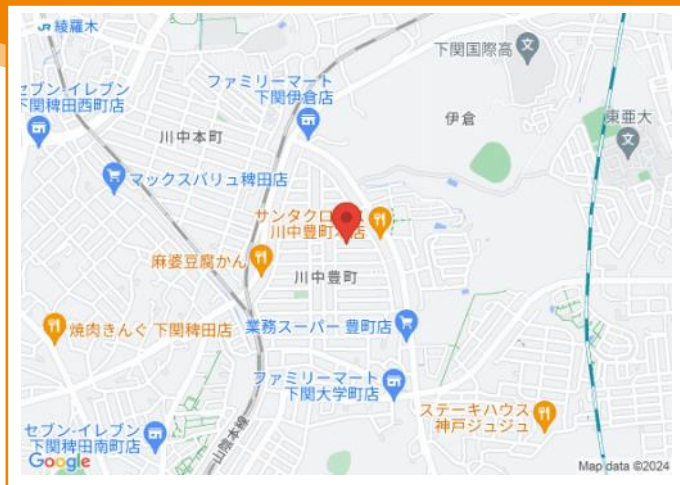 JR 綾羅木
セブン-イレブン
下関稗田西町店
ファミリーマート
下関伊倉店
下関国際高
文
伊倉
東亜大
文
川中本町
マックスバリュ稗田店
サンタクロ
川中豊町
店
麻婆豆腐かん
川中豊町
焼肉きんぐ 下関稗田店
業務スーパー 豊町店
ファミリーマート
下関大学町店
ステーキハウス
神戸ジュジュ
セブン-イレブン
下関稗田南町店
山陰本線
Google
Map data ©2024